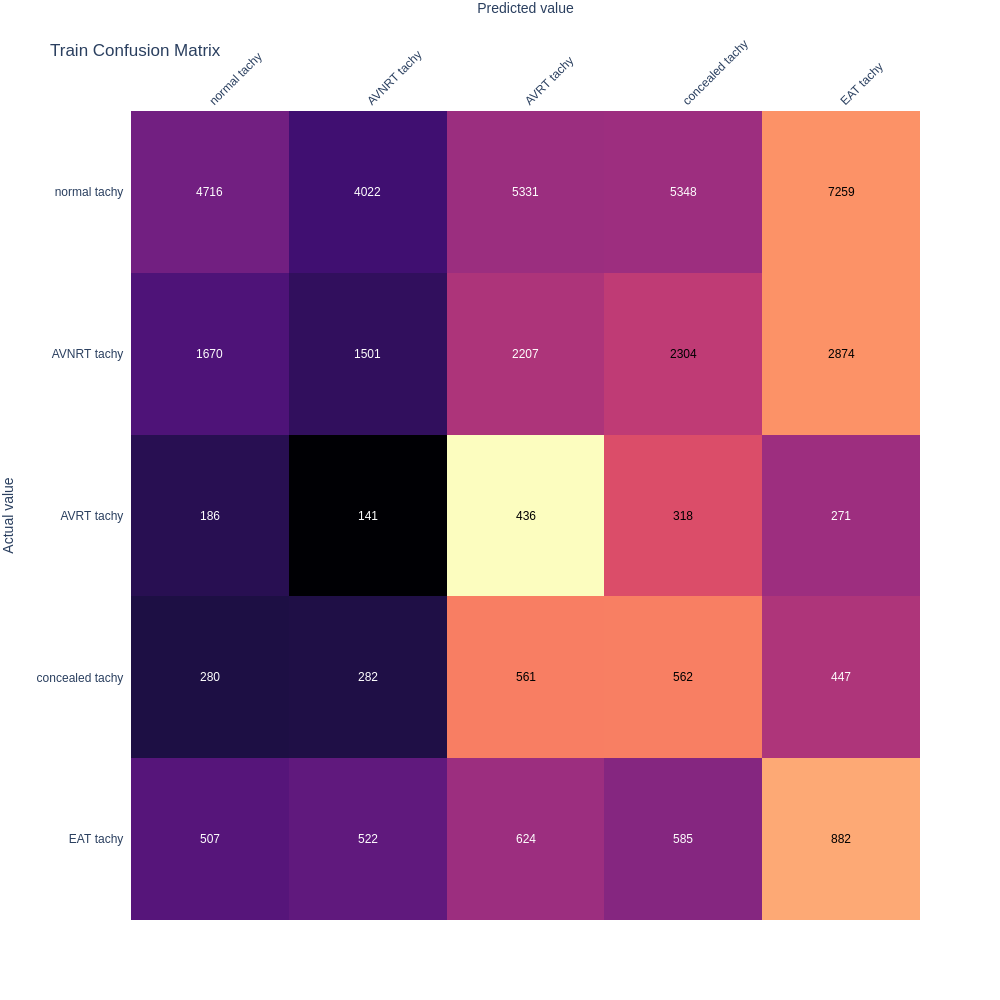 Predicted value
Train Confusion Matrix
normal tachy
AVNRT tachy
AVRT tachy
concealed tachy
EAT tachy
normal tachy 4716 4022 5331 5348 7259
AVNRT tachy 1670 1501 2207 2304 2874
AVRT tachy 186 141 436 318 271
Actual value
concealed tachy 280 282 561 562 447
EAT tachy 507 522 624 585 882